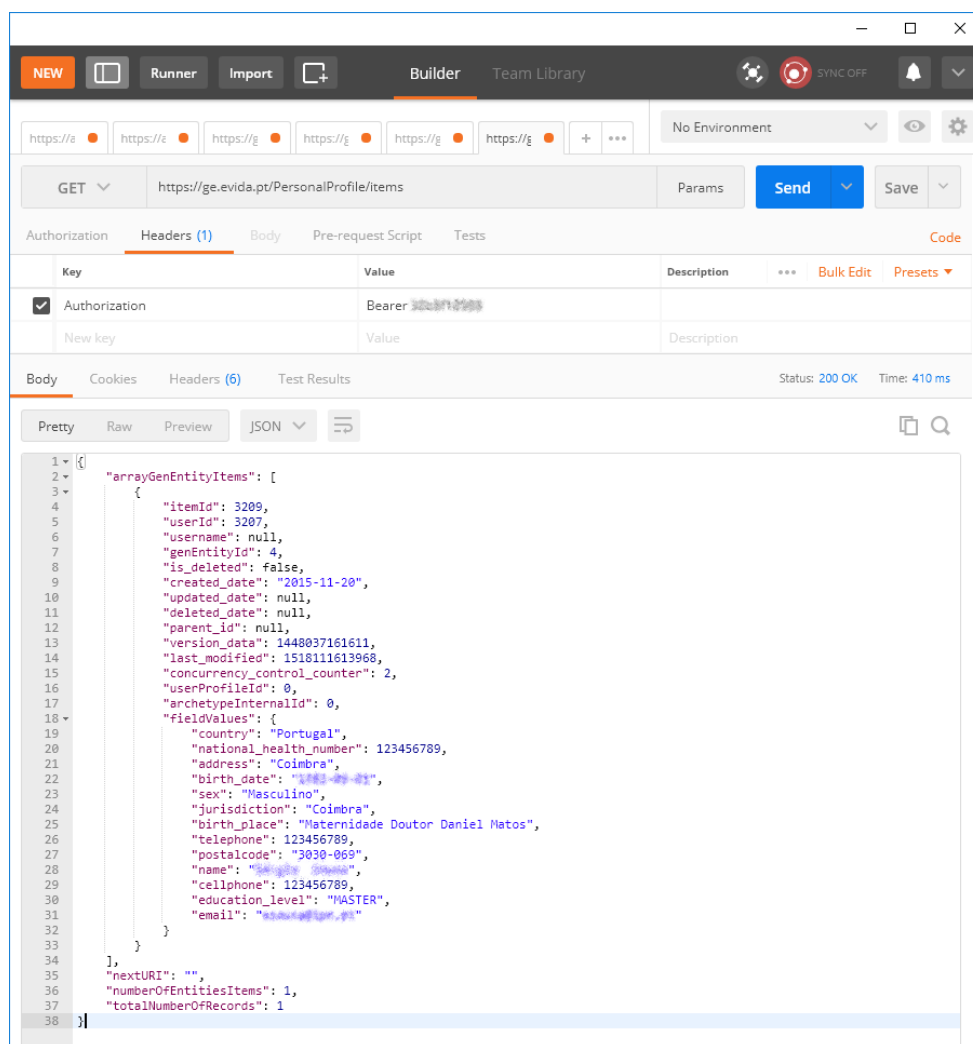 NEW Runner Import Builder Team Library SYNC OFF
https://a https://a https://g https://g https://g https://g + ••• No Environment
GET https://ge.evida.pt/PersonalProfile/items Params Send Save
Authorization Headers (1) Body Pre-request Script Tests Code
Key Value Description ••• Bulk Edit Presets
Authorization Bearer
New key Value Description
Body Cookies Headers (6) Test Results Status: 200 OK Time: 410 ms
Pretty Raw Preview JSON
1 {
2 "arrayGenEntityItems": [
3 {
4 "itemId": 3209,
5 "userId": 3207,
6 "username": null,
7 "genEntityId": 4,
8 "is_deleted": false,
9 "created_date": "2015-11-20",
10 "updated_date": null,
11 "deleted_date": null,
12 "parent_id": null,
13 "version_data": 1448037161611,
14 "last_modified": 1518111613968,
15 "concurrency_control_counter": 2,
16 "userProfileId": 0,
17 "archetypeInternalId": 0,
18 "fieldValues": {
19 "country": "Portugal",
20 "national_health_number": 123456789,
21 "address": "Coimbra",
22 "birth_date": "",
23 "sex": "Masculino",
24 "jurisdiction": "Coimbra",
25 "birth_place": "Maternidade Doutor Daniel Matos",
26 "telephone": 123456789,
27 "postalcode": "3030-069",
28 "name": "",
29 "cellphone": 123456789,
30 "education_level": "MASTER",
31 "email": ""
32 }
33 }
34 ],
35 "nextURI": "",
36 "numberOfEntitiesItems": 1,
37 "totalNumberOfRecords": 1
38 }